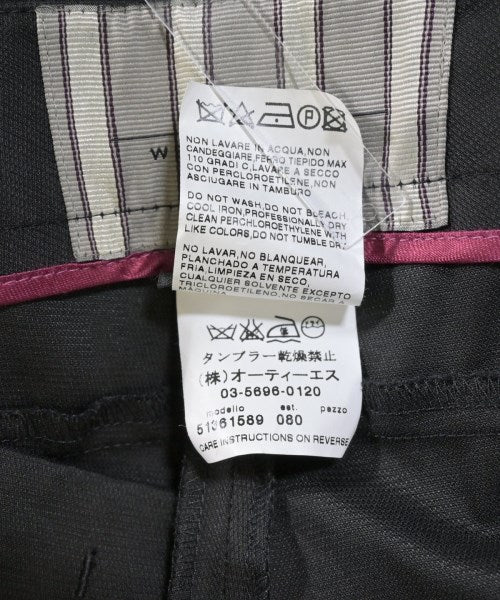 W
NON LAVARE IN ACQUA, NON
CANDEGGIARE, FERRO TIEPIDO MAX
110 GRADI C, LAVARE A SECCO
CON PERCLOROETILENE, NON
ASCIUGARE IN TAMBURO
DO NOT WASH, DO NOT BLEACH,
COOL IRON, PROFESSIONALLY DRY
CLEAN PERCHLOROETHYLENE WITH
LIKE COLORS, DO NOT TUMBLE DRY
NO LAVAR, NO BLANQUEAR,
PLANCHADO A TEMPERATURA
FRIA, LIMPIEZA EN SECO,
CUALQUIER SOLVENTE EXCEPTO
TRICLOROETILENO, NO SECAR A
MAQUINA
タンブラー乾燥禁止
(株)オーティーエス
03-5696-0120
modello est. pezzo
51361589 080
CARE INSTRUCTIONS ON REVERSE